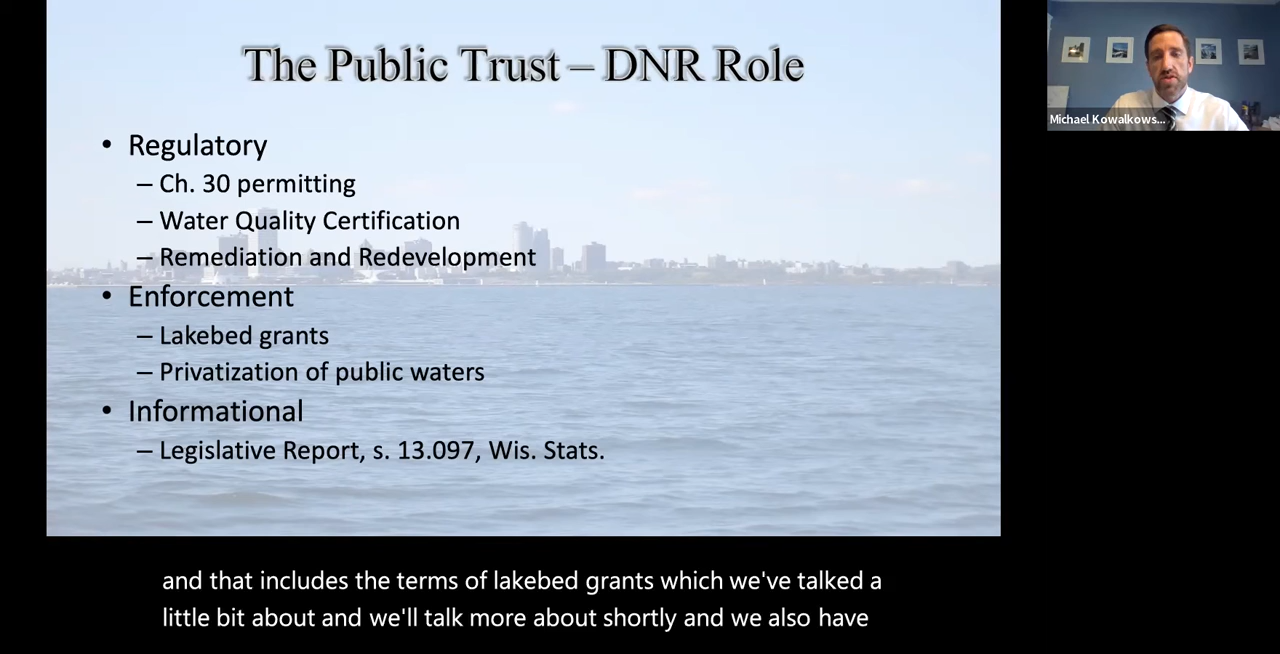 The Public Trust – DNR Role
• Regulatory
– Ch. 30 permitting
– Water Quality Certification
– Remediation and Redevelopment
• Enforcement
– Lakebed grants
– Privatization of public waters
• Informational
– Legislative Report, s. 13.097, Wis. Stats.
Michael Kowalkows...
and that includes the terms of lakebed grants which we've talked a
little bit about and we'll talk more about shortly and we also have